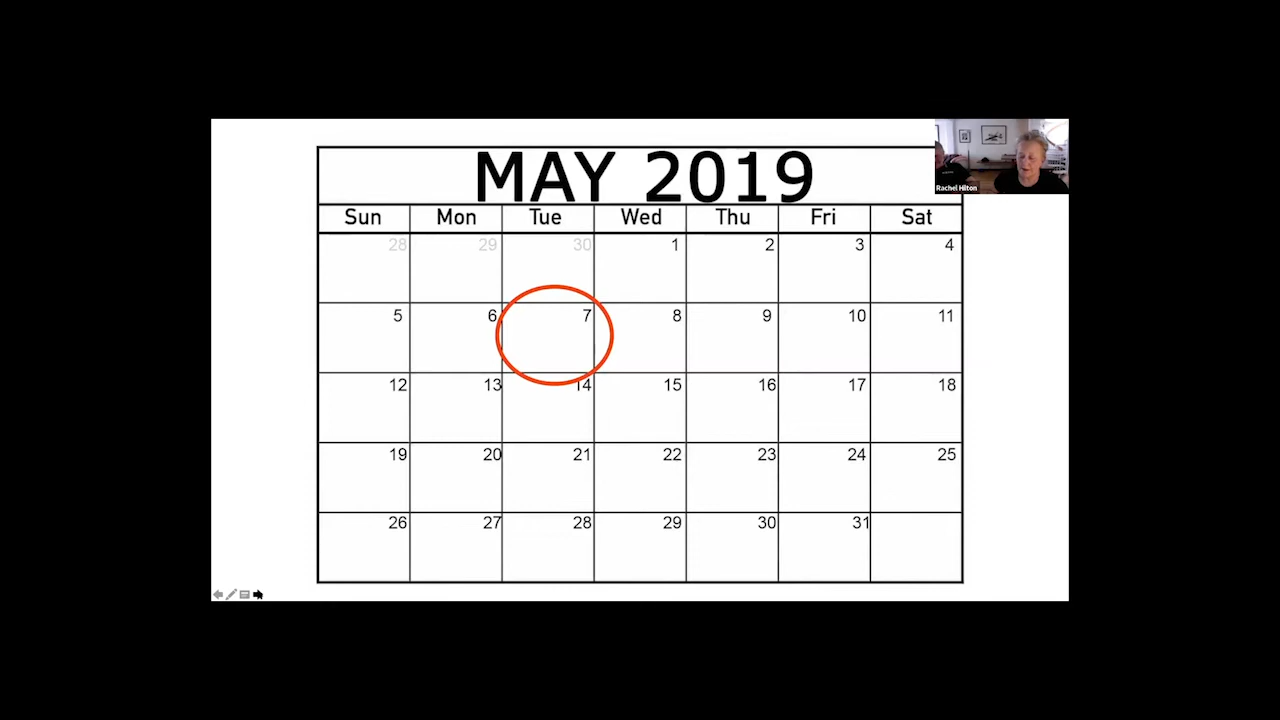 MAY 2019
Rachel Hilton
Sun Mon Tue Wed Thu Fri Sat
28 29 30 1 2 3 4
5 6 7 8 9 10 11
12 13 14 15 16 17 18
19 20 21 22 23 24 25
26 27 28 29 30 31